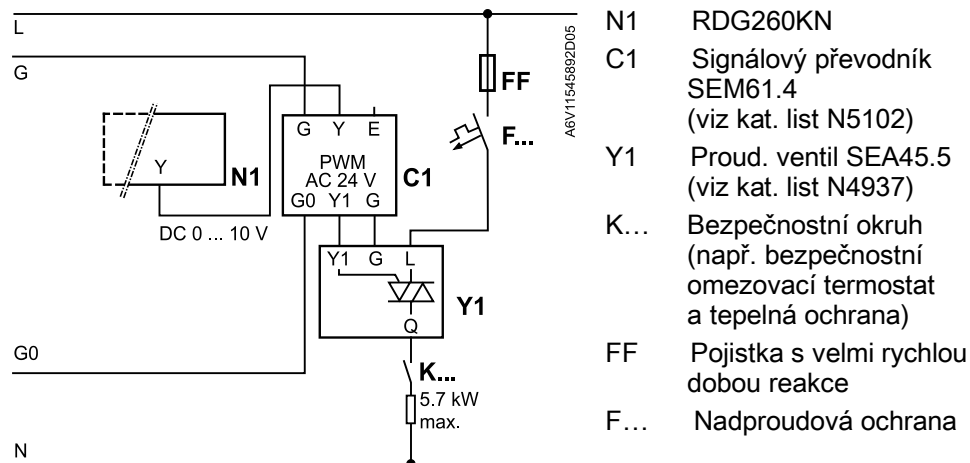 L
G
FF
A6V11545892D05
F...
G Y E
PWM
AC 24 V
G0 Y1 G
C1
Y
N1
DC 0 ... 10 V
Y1 G L
Y1
Q
G0
K...
5.7 kW
max.
N
N1 RDG260KN
C1 Signálový převodník
SEM61.4
(viz kat. list N5102)
Y1 Proud. ventil SEA45.5
(viz kat. list N4937)
K… Bezpečnostní okruh
(např. bezpečnostní
omezovací termostat
a tepelná ochrana)
FF Pojistka s velmi rychlou
dobou reakce
F… Nadproudová ochrana